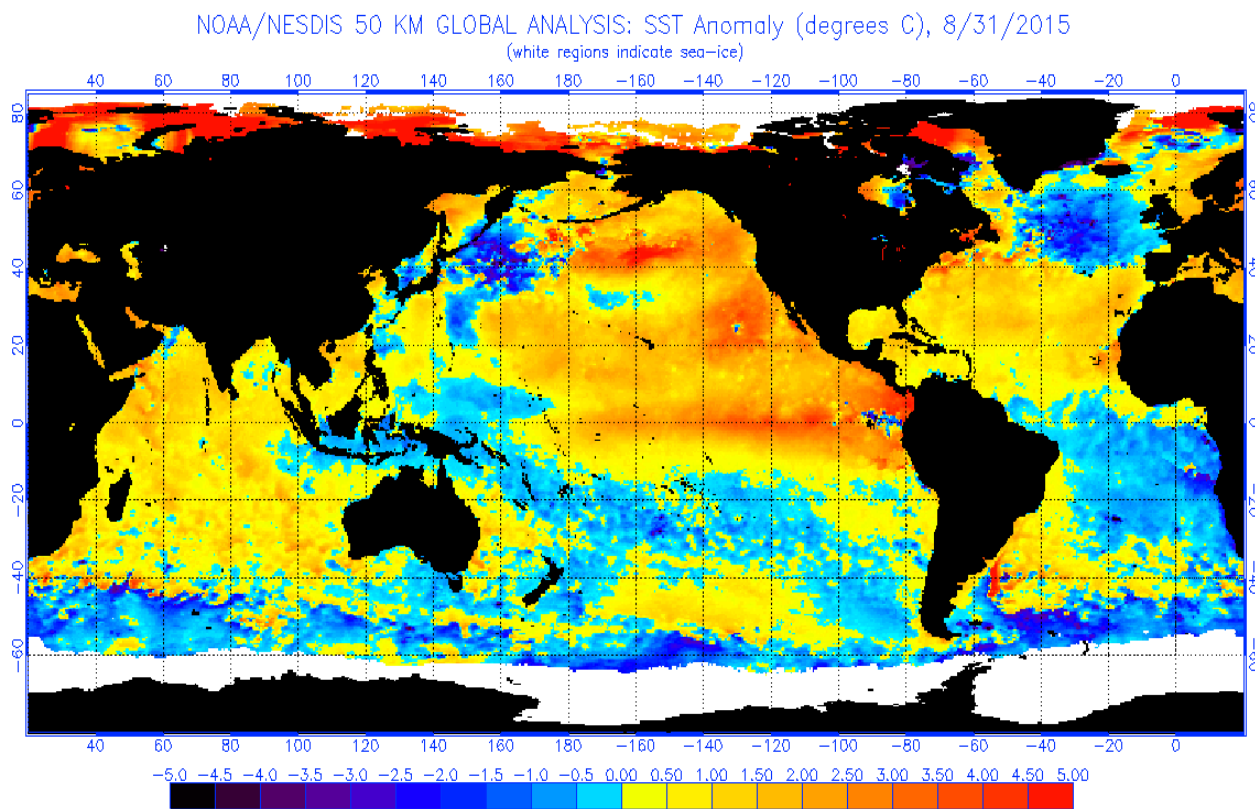 NOAA/NESDIS 50 KM GLOBAL ANALYSIS: SST Anomaly (degrees C), 8/31/2015
(white regions indicate sea-ice)
40 60 80 100 120 140 160 180 -160 -140 -120 -100 -80 -60 -40 -20 0
80
60
40
20
0
-20
-40
-60
40 60 80 100 120 140 160 180 -160 -140 -120 -100 -80 -60 -40 -20 0
-5.0 -4.5 -4.0 -3.5 -3.0 -2.5 -2.0 -1.5 -1.0 -0.5 0.00 0.50 1.00 1.50 2.00 2.50 3.00 3.50 4.00 4.50 5.00